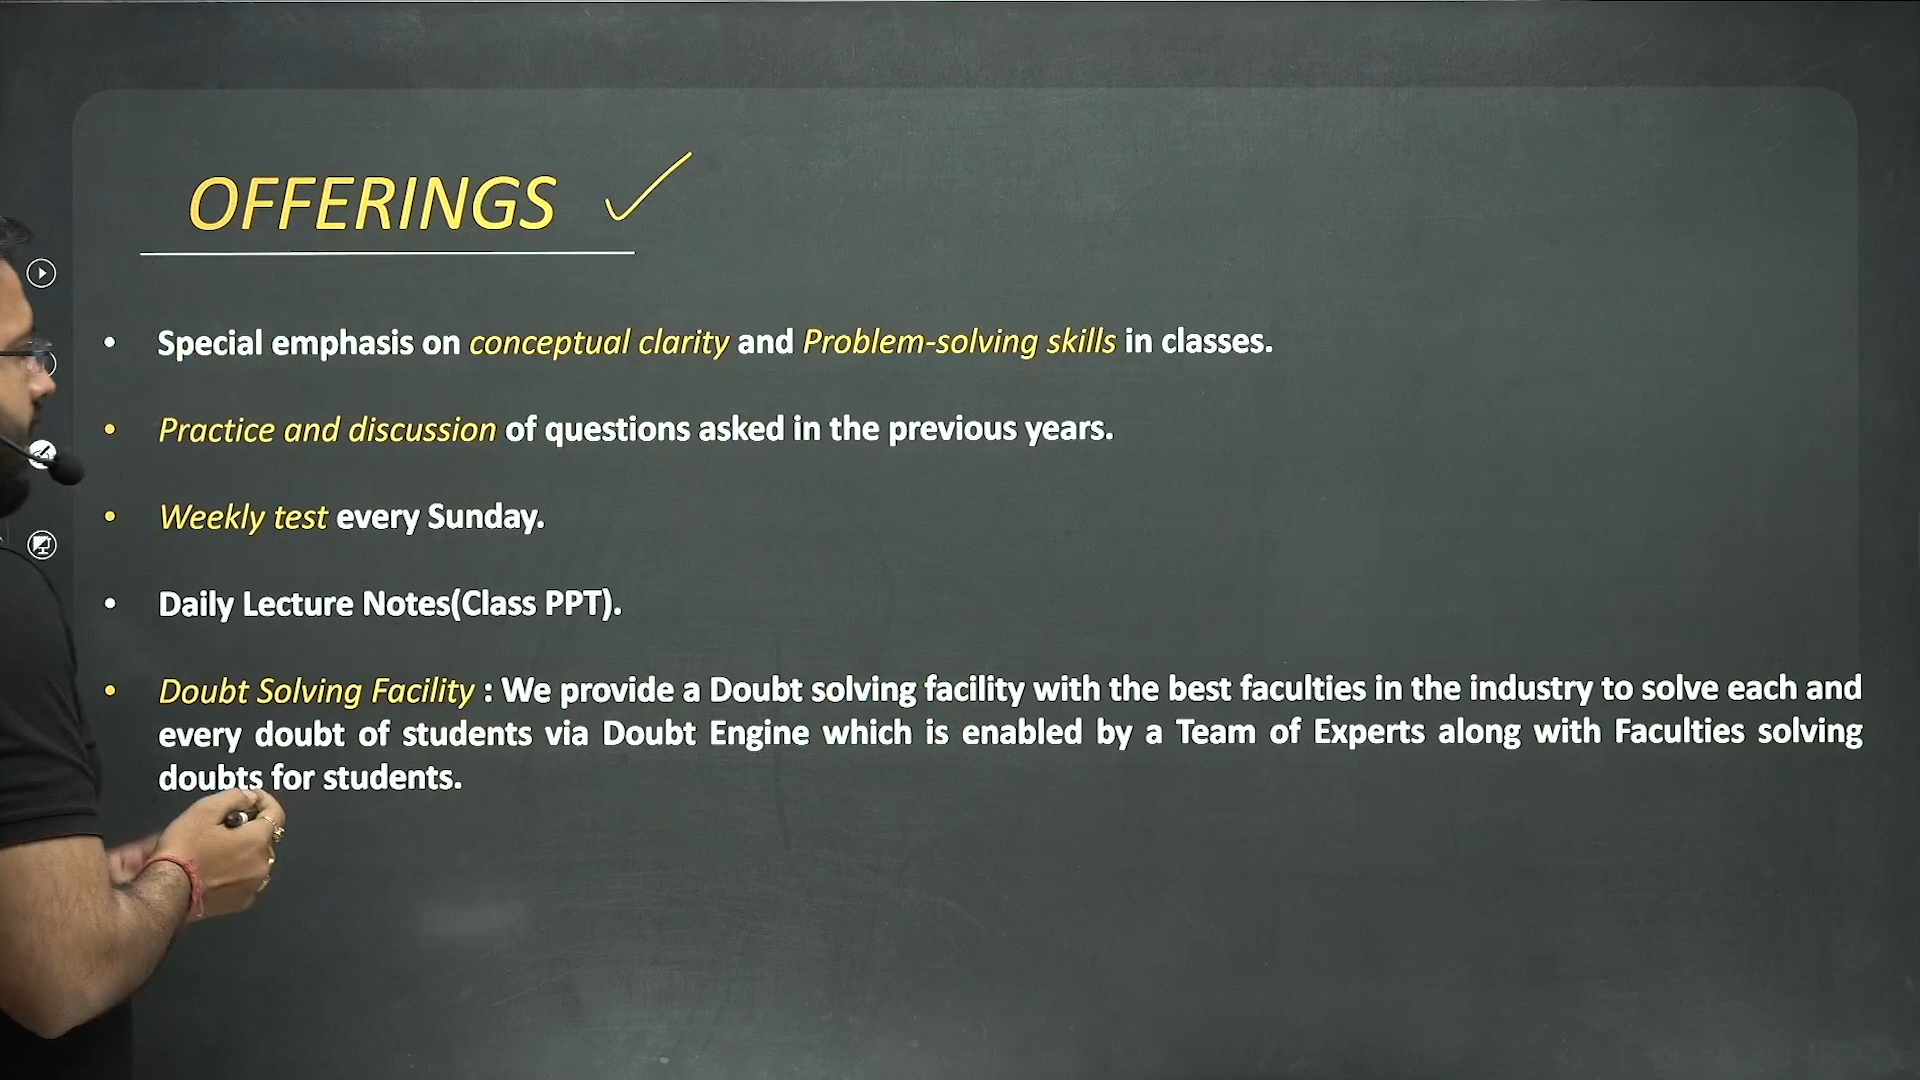 OFFERINGS
• Special emphasis on conceptual clarity and Problem-solving skills in classes.
• Practice and discussion of questions asked in the previous years.
• Weekly test every Sunday.
• Daily Lecture Notes(Class PPT).
• Doubt Solving Facility : We provide a Doubt solving facility with the best faculties in the industry to solve each and
every doubt of students via Doubt Engine which is enabled by a Team of Experts along with Faculties solving
doubts for students.